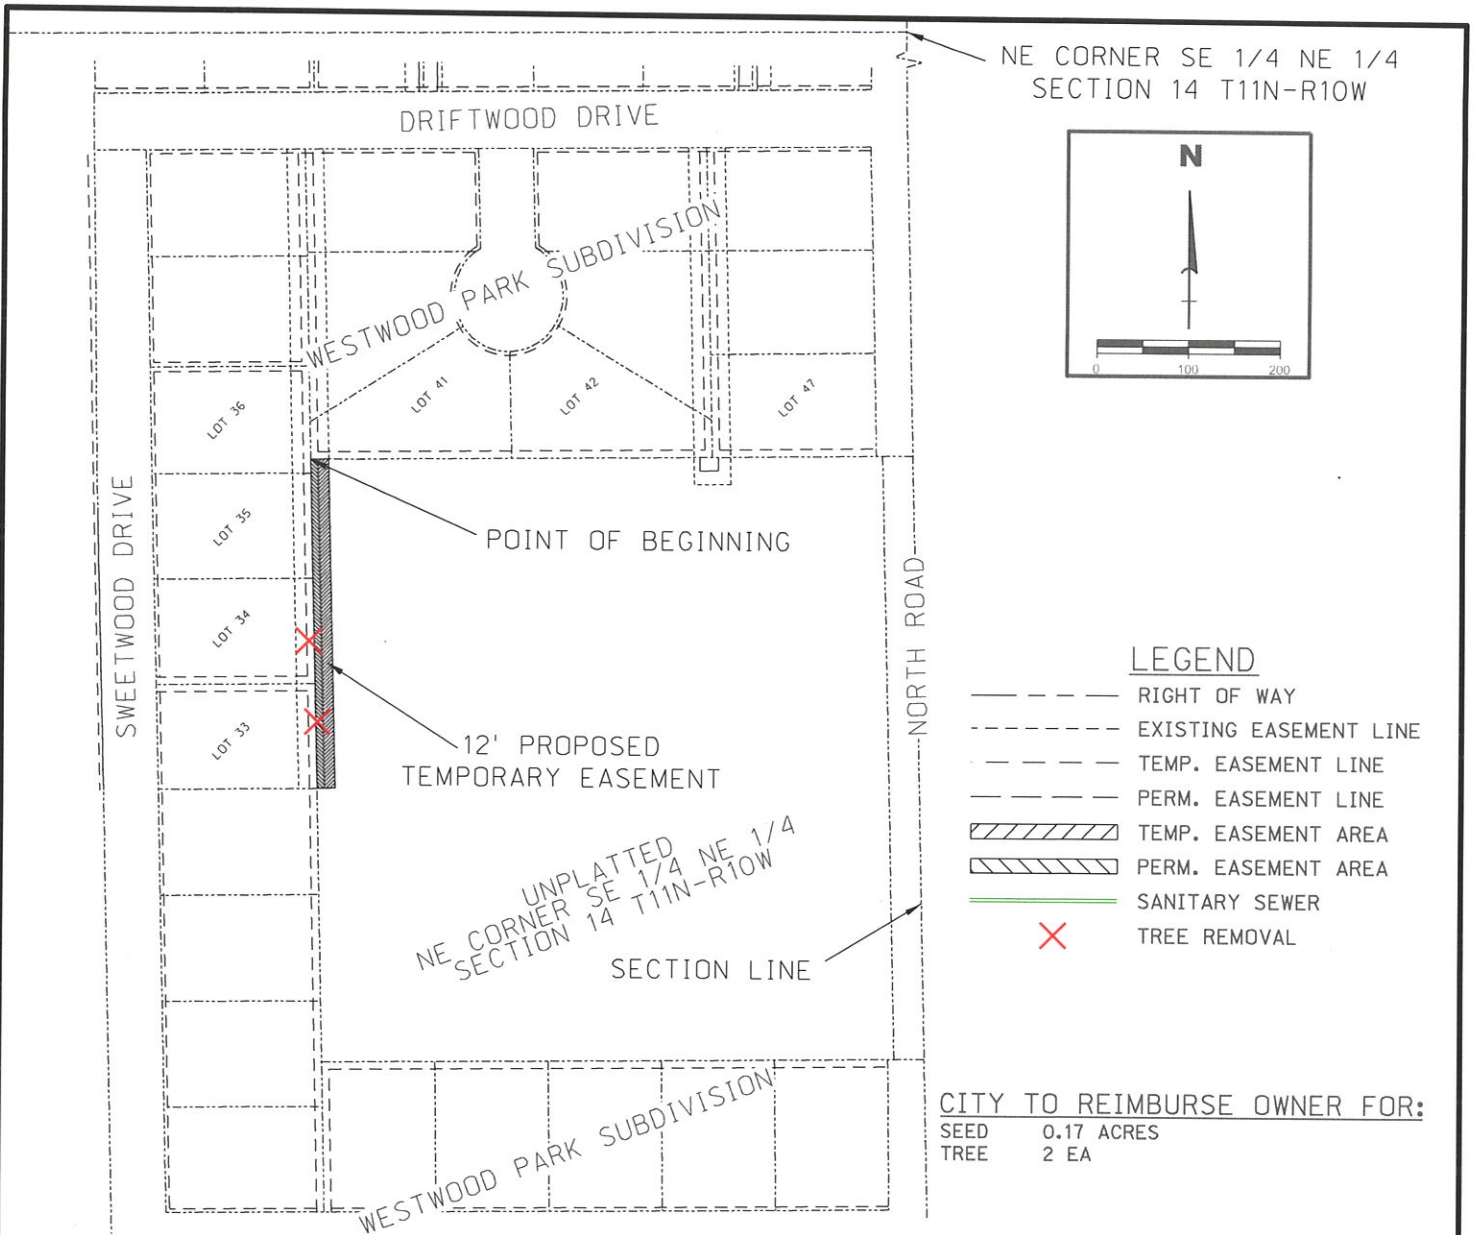 NE CORNER SE 1/4 NE 1/4
SECTION 14 T11N-R10W
DRIFTWOOD DRIVE
N
0 100 200
WESTWOOD PARK SUBDIVISION
LOT 36
LOT 41
LOT 42
LOT 47
LOT 35
LOT 34
LOT 33
SWEETWOOD DRIVE
POINT OF BEGINNING
NORTH ROAD
12' PROPOSED
TEMPORARY EASEMENT
UNPLATTED
NE CORNER SE 1/4 NE 1/4
SECTION 14 T11N-R10W
SECTION LINE
LEGEND
RIGHT OF WAY
EXISTING EASEMENT LINE
TEMP. EASEMENT LINE
PERM. EASEMENT LINE
TEMP. EASEMENT AREA
PERM. EASEMENT AREA
SANITARY SEWER
TREE REMOVAL
CITY TO REIMBURSE OWNER FOR:
SEED 0.17 ACRES
TREE 2 EA
WESTWOOD PARK SUBDIVISION